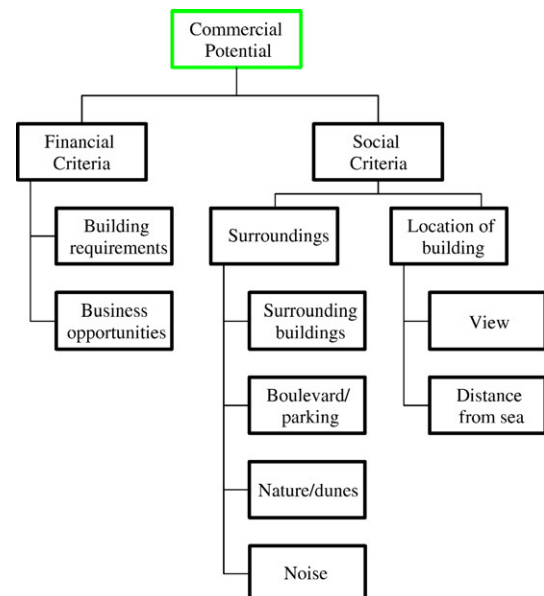 Commercial
Potential
Financial
Criteria
Social
Criteria
Building
requirements
Business
opportunities
Surroundings
Location of
building
Surrounding
buildings
Boulevard/
parking
Nature/dunes
Noise
View
Distance
from sea